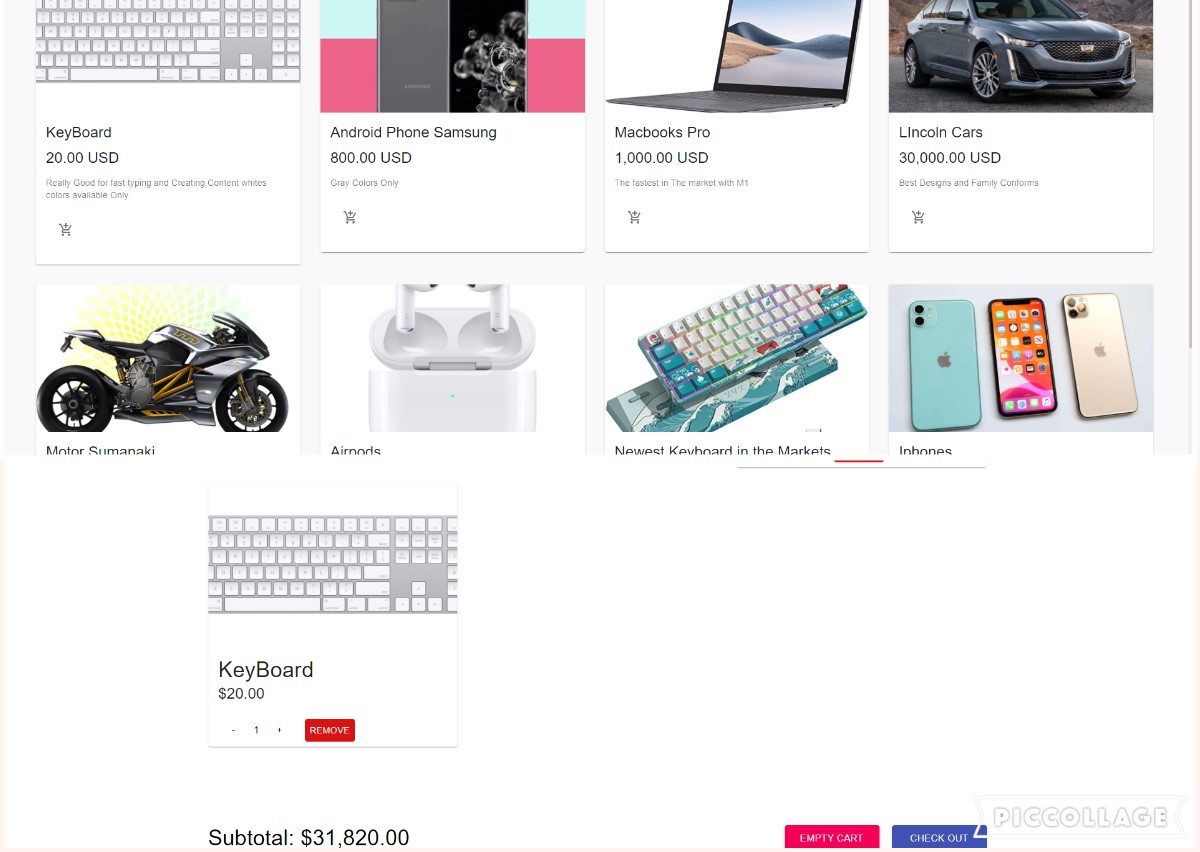 SAMSUNG
KeyBoard
20.00 USD
Really Good for fast typing and Creating Content whites
colors available Only.
Android Phone Samsung
800.00 USD
Gray Colors Only
Macbooks Pro
1,000.00 USD
The fastest in The market with M1
LIncoln Cars
30,000.00 USD
Best Designs and Family Conforms
Motor Sumanaki
Airpods
Newest Keyboard in the Markets
Iphones
KeyBoard
$20.00
- 1 +
REMOVE
Subtotal: $31,820.00
EMPTY CART
CHECK OUT
PICCOLLAGE